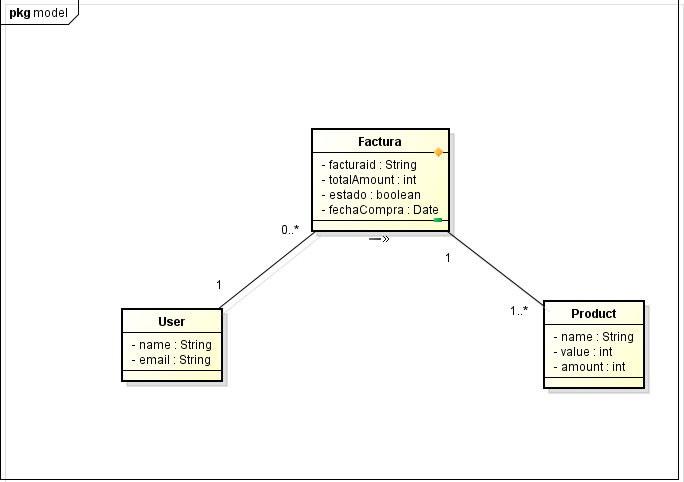 pkg model
Factura
- facturaid : String
- totalAmount : int
- estado : boolean
- fechaCompra : Date
0..*
1
1
1..*
User
- name : String
- email : String
Product
- name : String
- value : int
- amount : int